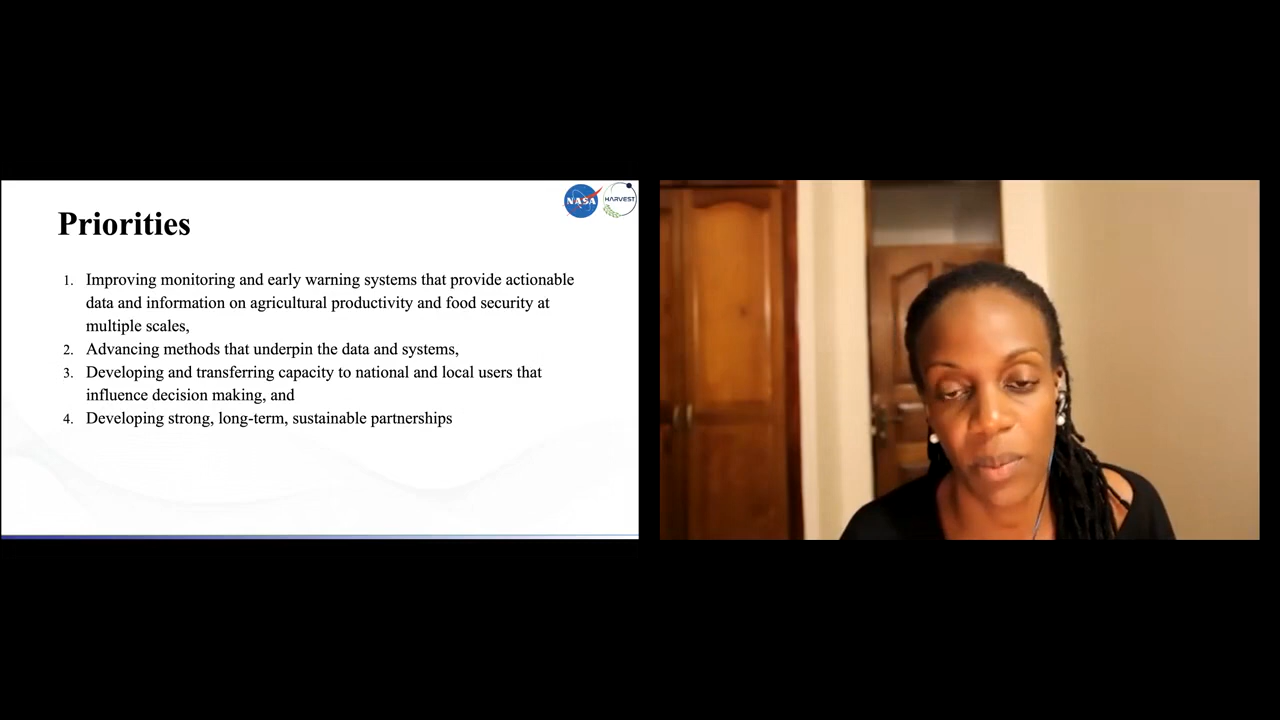 NASA
HARVEST
Priorities
1. Improving monitoring and early warning systems that provide actionable
data and information on agricultural productivity and food security at
multiple scales,
2. Advancing methods that underpin the data and systems,
3. Developing and transferring capacity to national and local users that
influence decision making, and
4. Developing strong, long-term, sustainable partnerships